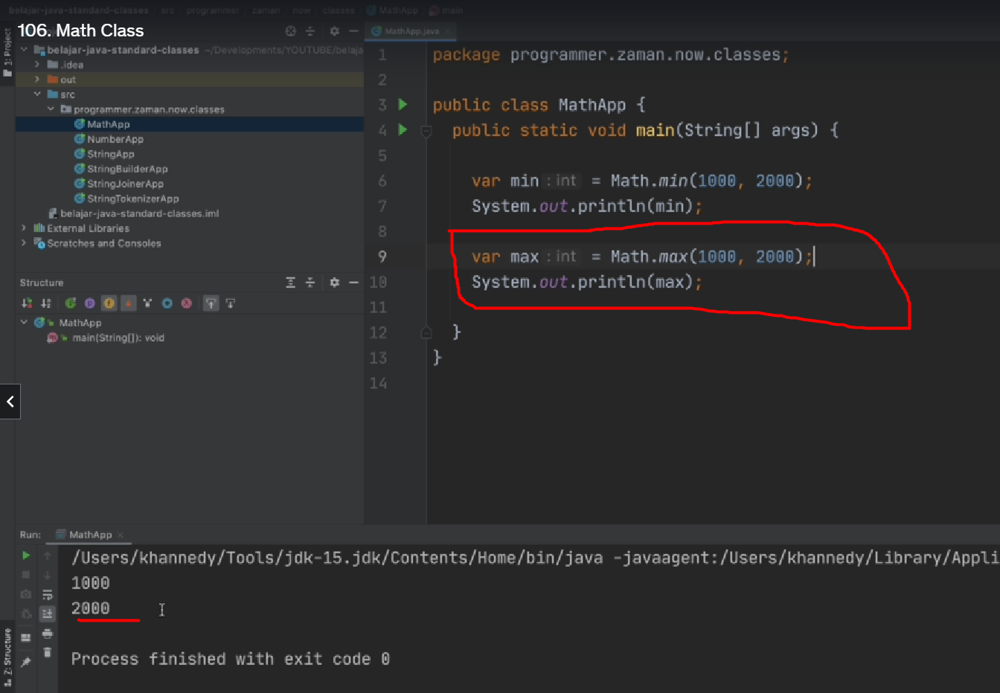 belajar-java-standard-classes src programmer zaman now classes MathApp main
106. Math Class
1: Project
belajar-java-standard-classes ~/Developments/YOUTUBE/belaja
.idea
out
src
programmer.zaman.now.classes
MathApp
NumberApp
StringApp
StringBuilderApp
StringJoinerApp
StringTokenizerApp
belajar-java-standard-classes.iml
External Libraries
Scratches and Consoles
Structure
MathApp
main(String[]): void
MathApp.java
1 package programmer.zaman.now.classes;
2
3 public class MathApp {
4 public static void main(String[] args) {
5
6 var min : int = Math.min(1000, 2000);
7 System.out.println(min);
8
9 var max : int = Math.max(1000, 2000);
10 System.out.println(max);
11
12 }
13 }
14
Run: MathApp
/Users/khannedy/Tools/jdk-15.jdk/Contents/Home/bin/java -javaagent:/Users/khannedy/Library/Appli
1000
2000
Process finished with exit code 0
Z: Structure